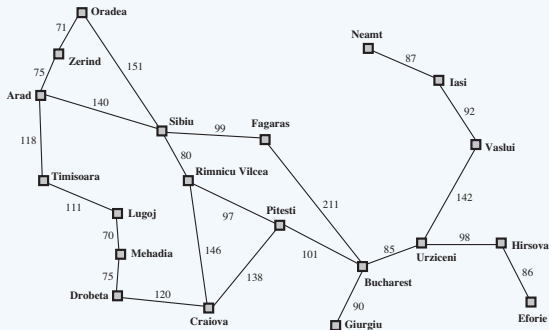 Oradea
71
Neamt
Zerind
87
151
75
Iasi
Arad
140
92
Sibiu
Fagaras
99
118
Vaslui
80
Timisoara
Rimnicu Vilcea
111
211
142
Lugoj
Pitesti
97
70
98
Hirsova
85
Mehadia
146
101
Urziceni
86
75
138
Bucharest
Drobeta
120
90
Craiova
Eforie
Giurgiu